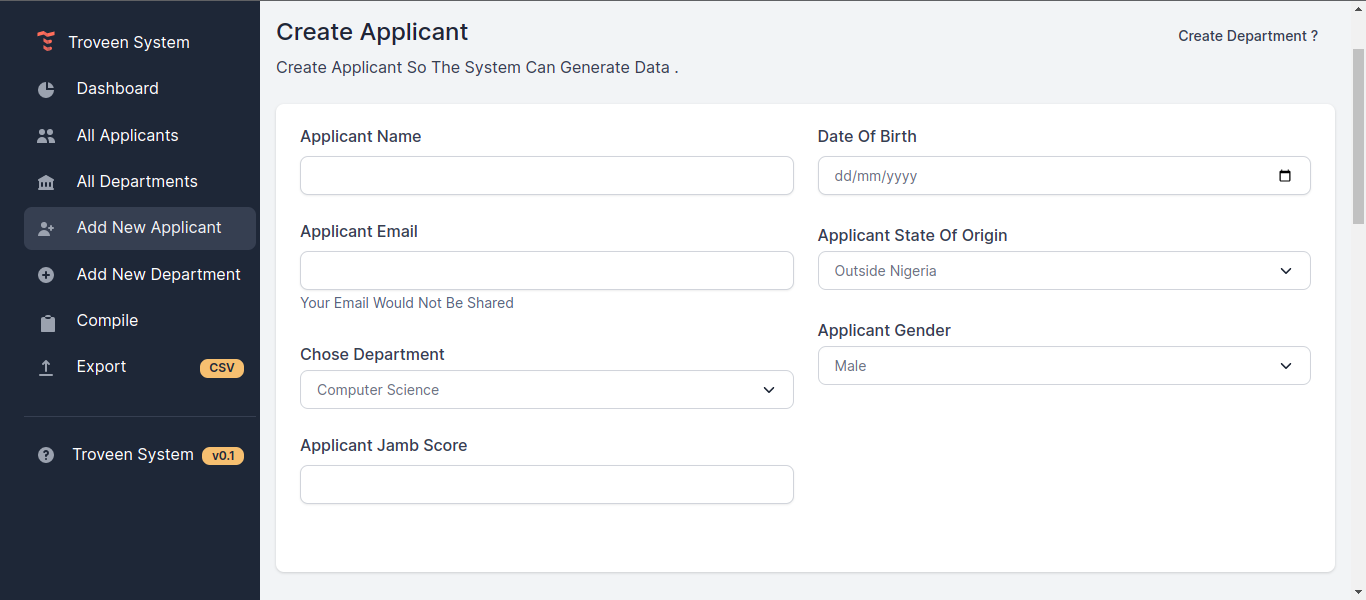 Troveen System
Dashboard
All Applicants
All Departments
Add New Applicant
Add New Department
Compile
Export CSV
Troveen System v0.1
Create Applicant
Create Department ?
Create Applicant So The System Can Generate Data .
Applicant Name
Date Of Birth
dd/mm/yyyy
Applicant Email
Your Email Would Not Be Shared
Applicant State Of Origin
Outside Nigeria
Chose Department
Computer Science
Applicant Gender
Male
Applicant Jamb Score